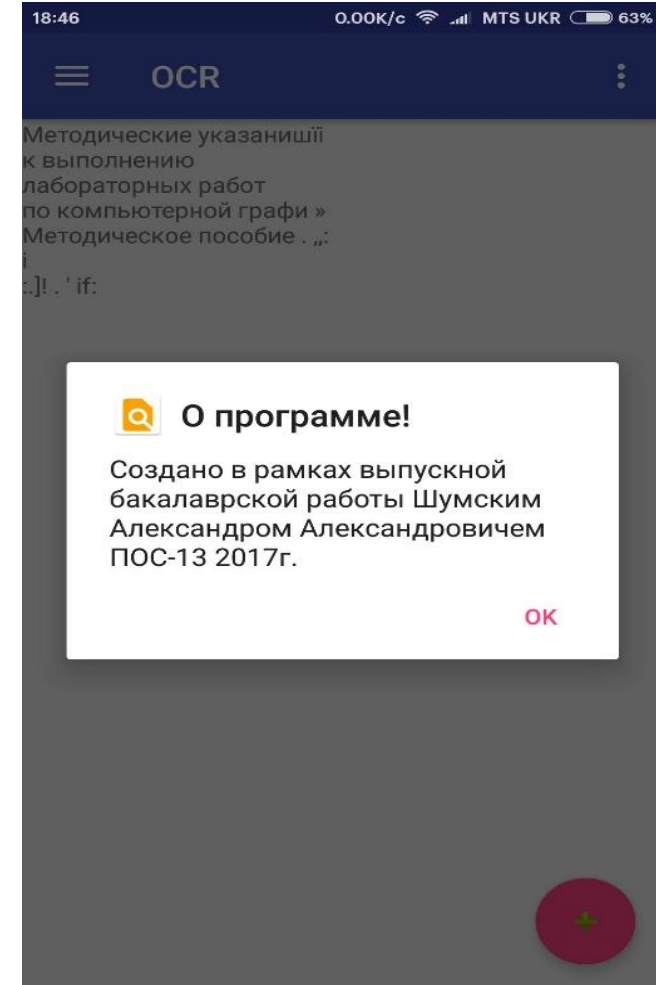 18:46 0.00K/c MTS UKR 63%
OCR
Методические указанишїї
к выполнению
лабораторных работ
по компьютерной графи »
Методическое пособие . „:
i
:.]! . ' if:
О программе!
Создано в рамках выпускной
бакалаврской работы Шумским
Александром Александровичем
ПОС-13 2017г.
OK